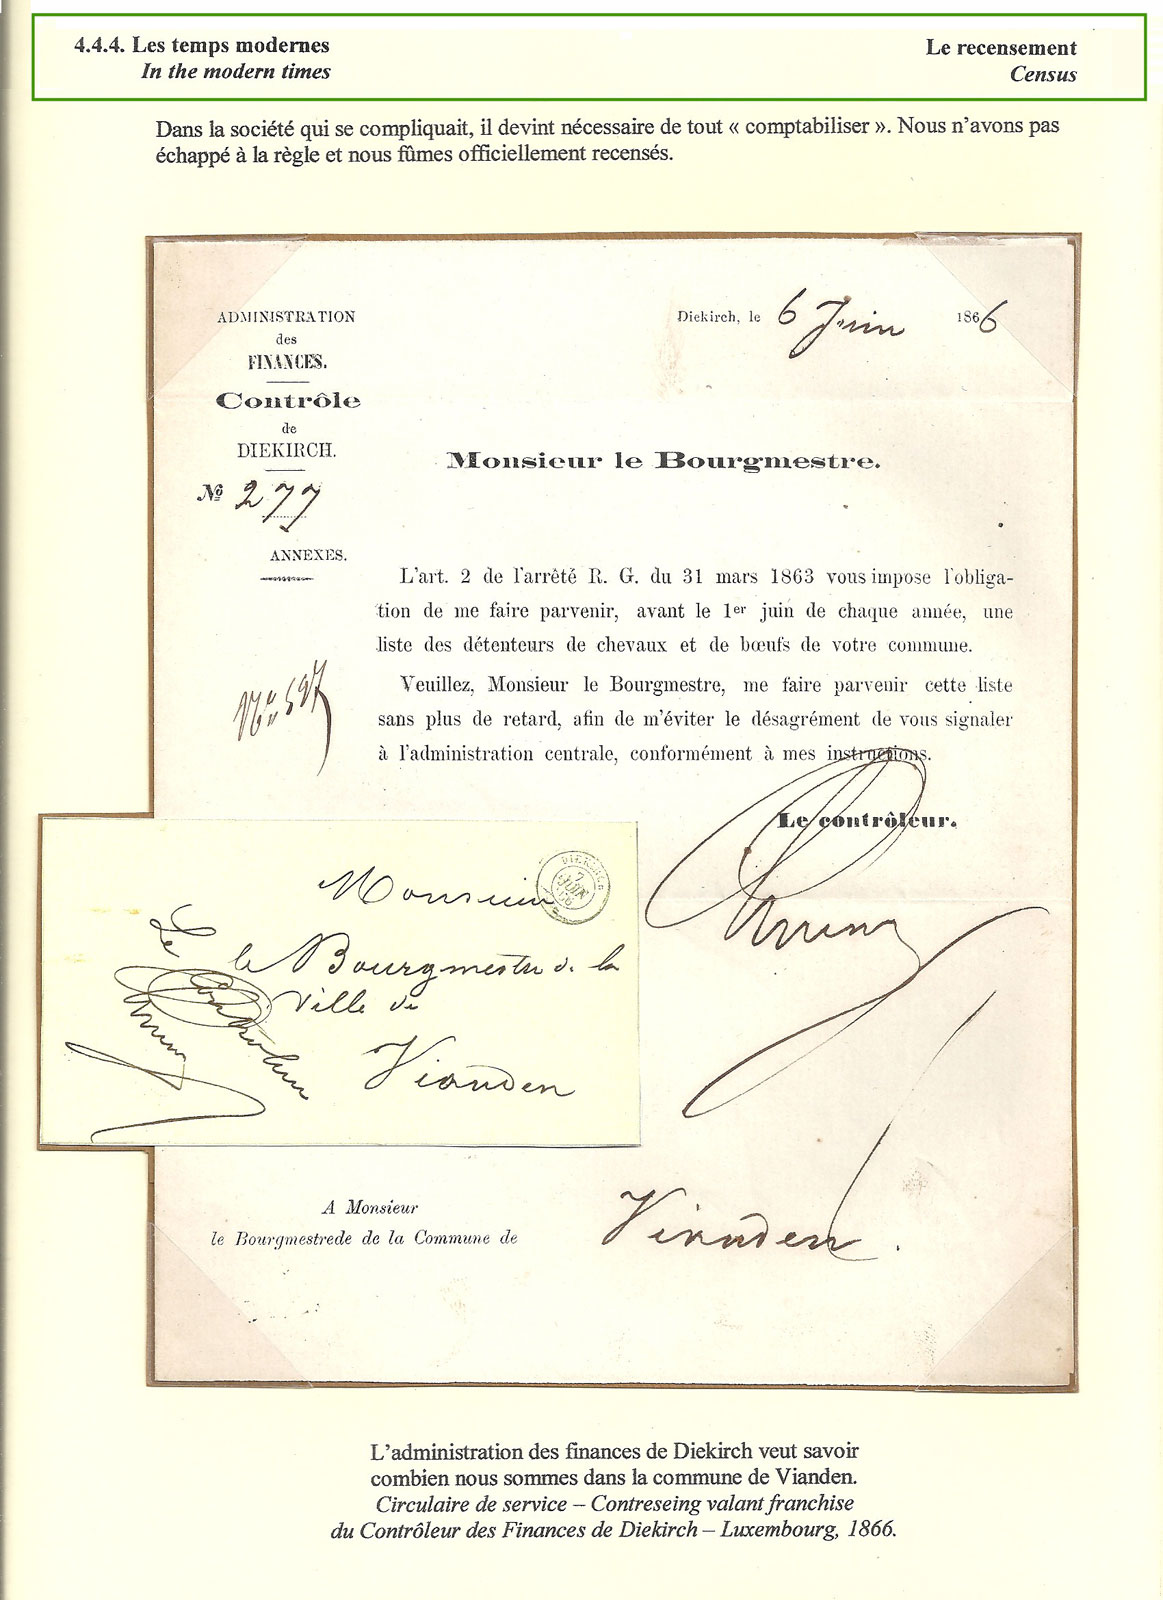 4.4.4. Les temps modernes
In the modern times
Le recensement
Census
Dans la société qui se compliquait, il devint nécessaire de tout « comptabiliser ». Nous n'avons pas
échappé à la règle et nous fûmes officiellement recensés.
ADMINISTRATION
des
FINANCES.
Contrôle
de
DIEKIRCH.
Nº 277
ANNEXES.
Diekirch, le 6 Juin 1866
Monsieur le Bourgmestre.
L'art. 2 de l'arrêté R. G. du 31 mars 1863 vous impose l'obliga-
tion de me faire parvenir, avant le 1er juin de chaque année, une
liste des détenteurs de chevaux et de bœufs de votre commune.
Veuillez, Monsieur le Bourgmestre, me faire parvenir cette liste
sans plus de retard, afin de m'éviter le désagrément de vous signaler
à l'administration centrale, conformément à mes instructions.
Le contrôleur.
DIEKIRCH
7
JUIN
66
Monsieur
le Bourgmestre de la
Ville de
Vianden
Le
Controleur
A Monsieur
le Bourgmestrede de la Commune de
Vianden.
L'administration des finances de Diekirch veut savoir
combien nous sommes dans la commune de Vianden.
Circulaire de service – Contreseing valant franchise
du Contrôleur des Finances de Diekirch – Luxembourg, 1866.